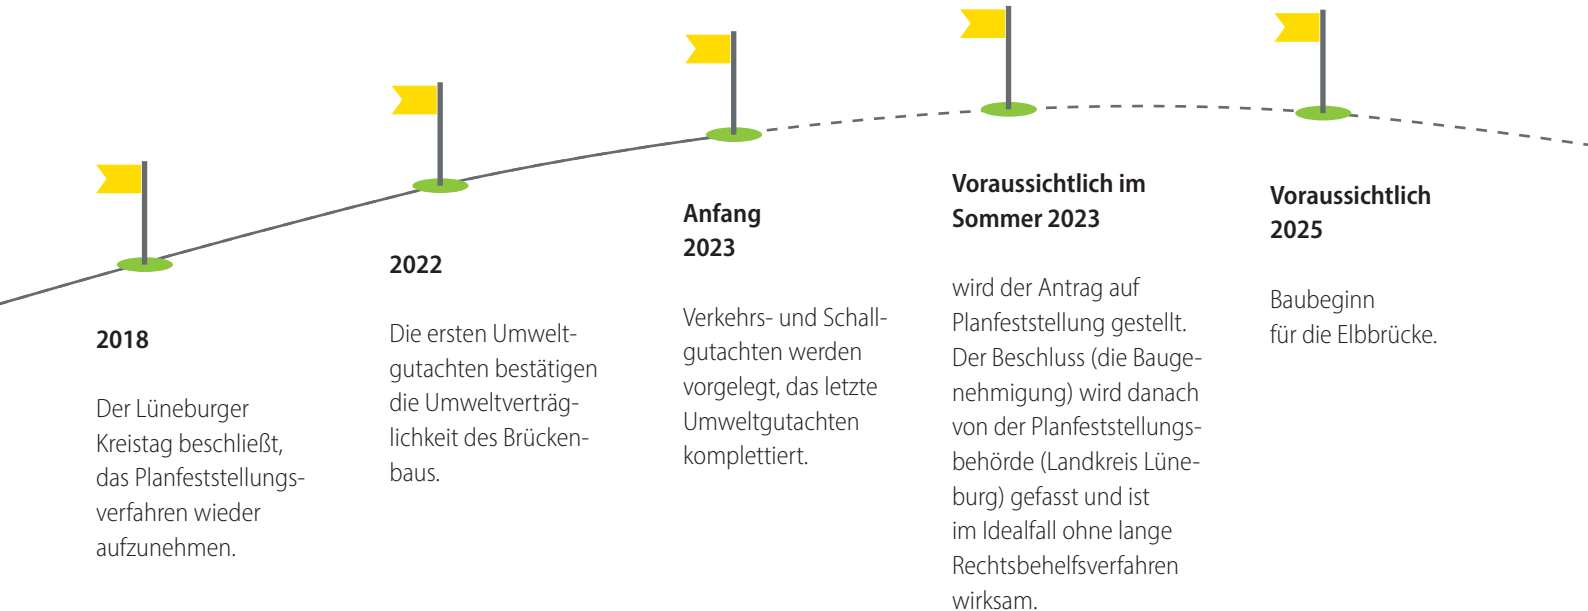 2018
Der Lüneburger
Kreistag beschließt,
das Planfeststellungs-
verfahren wieder
aufzunehmen.
2022
Die ersten Umwelt-
gutachten bestätigen
die Umweltverträg-
lichkeit des Brücken-
baus.
Anfang
2023
Verkehrs- und Schall-
gutachten werden
vorgelegt, das letzte
Umweltgutachten
komplettiert.
Voraussichtlich im
Sommer 2023
wird der Antrag auf
Planfeststellung gestellt.
Der Beschluss (die Bauge-
nehmigung) wird danach
von der Planfeststellungs-
behörde (Landkreis Lüne-
burg) gefasst und ist
im Idealfall ohne lange
Rechtsbehelfsverfahren
wirksam.
Voraussichtlich
2025
Baubeginn
für die Elbbrücke.